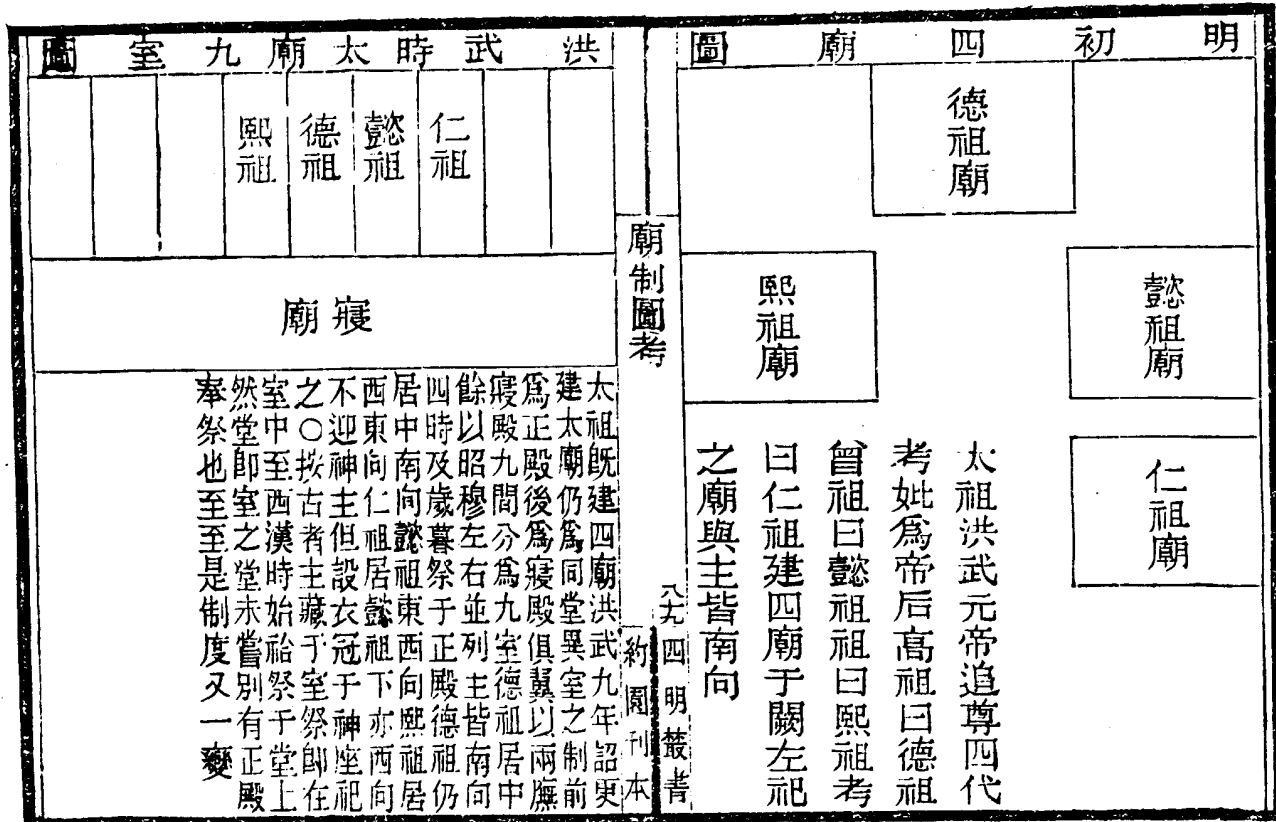 明初四廟圖
德祖廟
懿祖廟
熙祖廟
仁祖廟
太祖洪武元帝追尊四代
考妣爲帝后高祖曰德祖
曾祖曰懿祖祖曰熙祖考
曰仁祖建四廟于闕左祀
之廟與主皆南向
廟制圖考
八九
四明叢書
約園刊本
洪武時太廟九室圖
仁祖
懿祖
德祖
熙祖
寢廟
太祖既建四廟洪武九年詔更
建太廟仍爲同堂異室之制前
爲正殿後爲寢殿俱翼以兩廡
寢殿九間分爲九室德祖居中
餘以昭穆左右並列主皆南向
四時及歲暮祭于正殿德祖仍
居中南向懿祖東西向熙祖居
西東向仁祖居懿祖下亦西向
不迎神主但設衣冠于神座祀
之○按古者主藏于室祭卽在
室中至西漢時始祫祭于堂上
然堂卽室之堂未嘗別有正殿
奉祭也至至是制度又一變